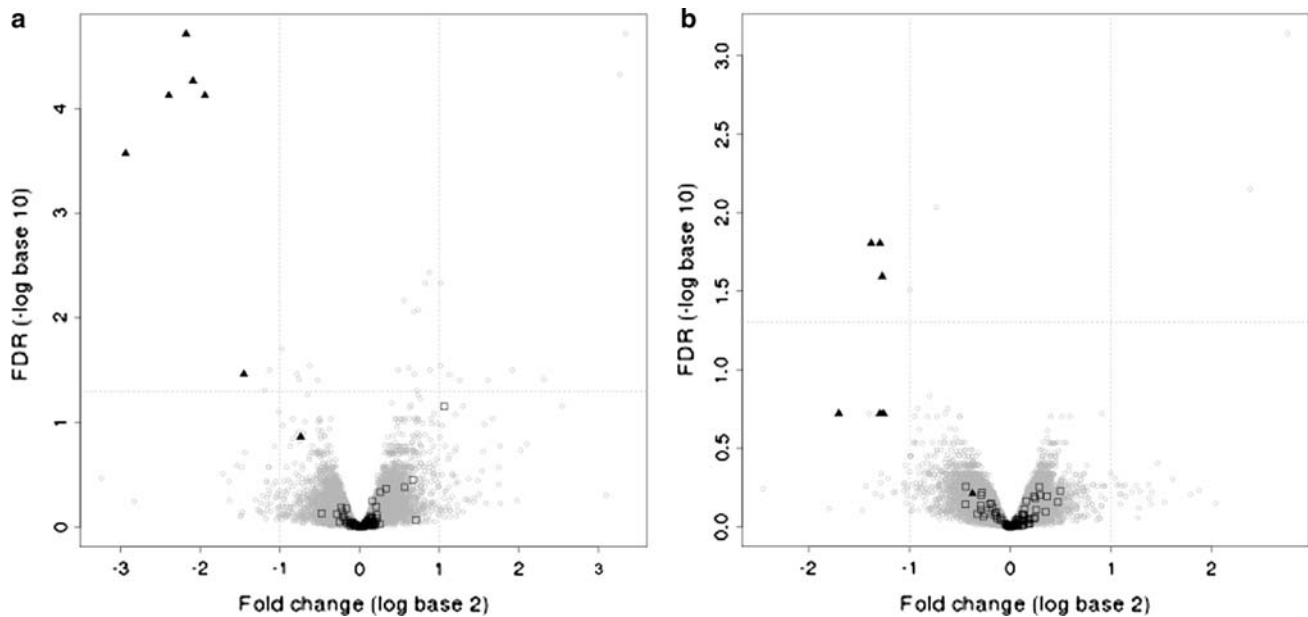 a
FDR (-log base 10)
4
3
2
1
0
-3 -2 -1 0 1 2 3
Fold change (log base 2)
b
FDR (-log base 10)
3.0
2.5
2.0
1.5
1.0
0.5
0.0
-2 -1 0 1 2
Fold change (log base 2)